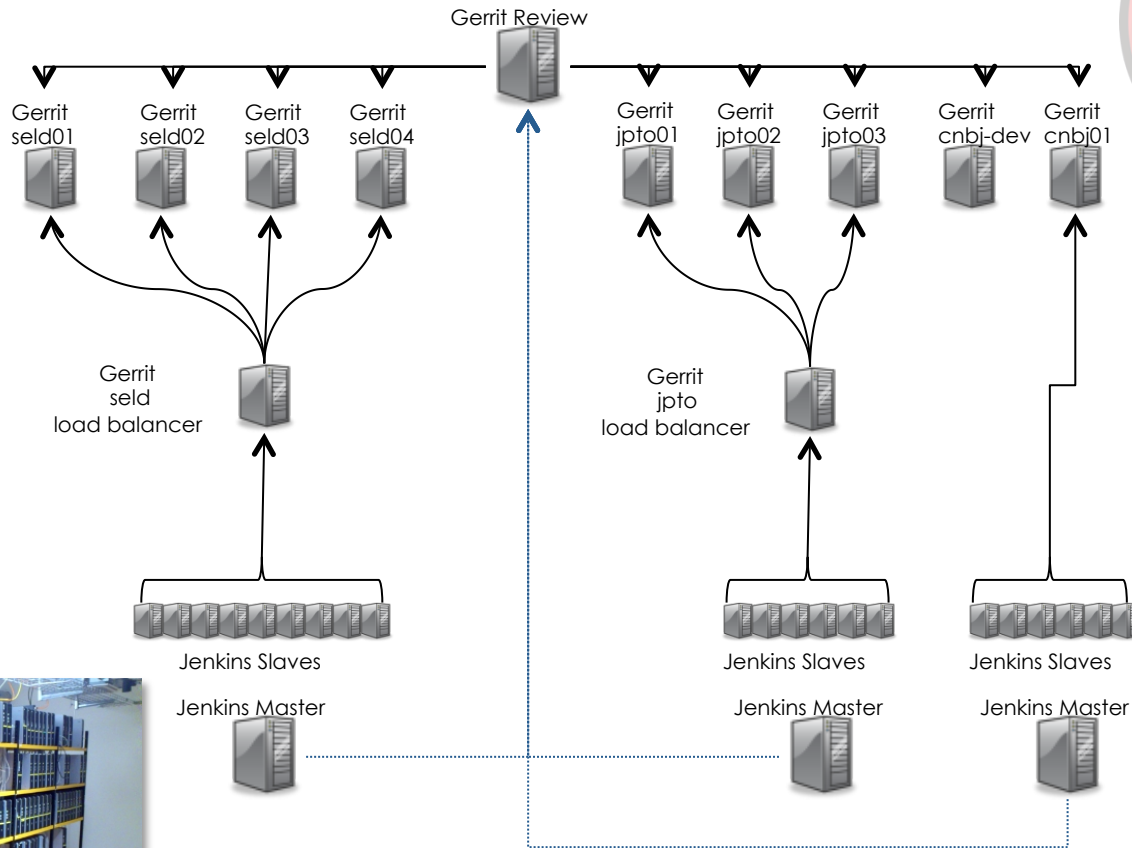 Gerrit Review
Gerrit
seld01
Gerrit
seld02
Gerrit
seld03
Gerrit
seld04
Gerrit
jpto01
Gerrit
jpto02
Gerrit
jpto03
Gerrit
cnbj-dev
Gerrit
cnbj01
Gerrit
seld
load balancer
Gerrit
jpto
load balancer
Jenkins Slaves
Jenkins Slaves
Jenkins Slaves
Jenkins Master
Jenkins Master
Jenkins Master